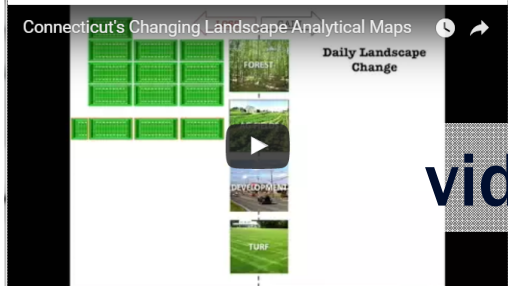 Connecticut's Changing Landscape Analytical Maps
Daily Landscape
Change
FOREST
DEVELOPMENT
TURF
vid